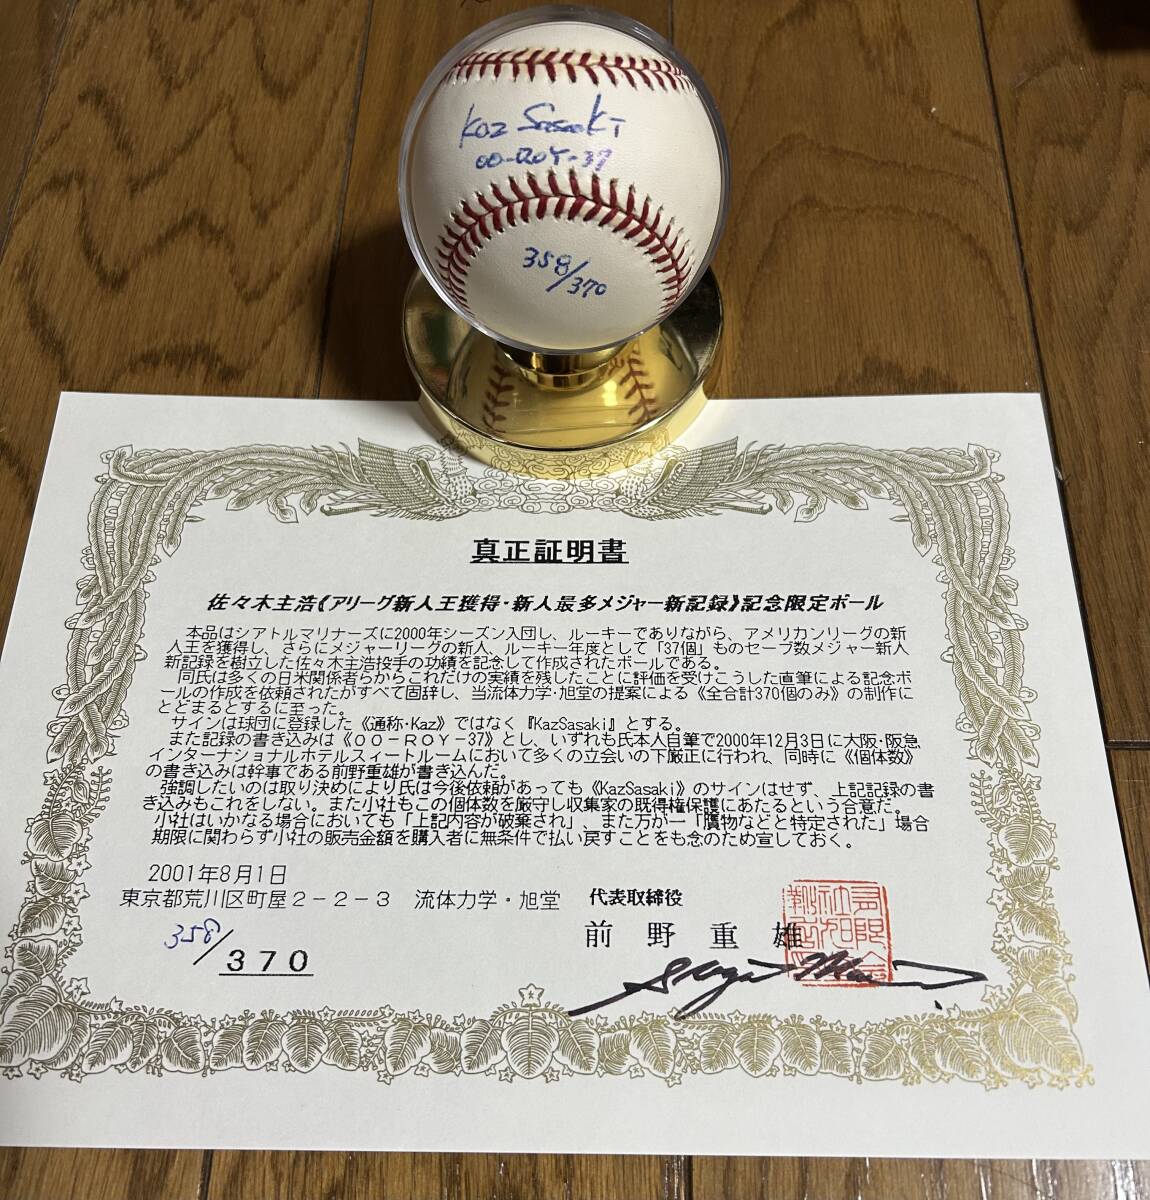 Kaz Sasaki
00-ROY-37
358/370
真正証明書
佐々木主浩《アリーグ新人王獲得・新人最多メジャー新記録》記念限定ボール
本品はシアトルマリナーズに2000年シーズン入団し、ルーキーでありながら、アメリカンリーグの新
人王を獲得し、さらにメジャーリーグの新人、ルーキー年度として「37個」ものセーブ数メジャー新人
新記録を樹立した佐々木主浩投手の功績を記念して作成されたボールである。
同氏は多くの日米関係者らからこれだけの実績を残したことに評価を受けこうした直筆による記念ボ
ールの作成を依頼されたがすべて固辞し、当流体力学・旭堂の提案による《全合計370個のみ》の制作に
とどまるとするに至った。
サインは球団に登録した《通称・Kaz》ではなく『KazSasaki』とする。
また記録の書き込みは《00-ROY-37》とし、いずれも氏本人自筆で2000年12月3日に大阪・阪急
インターナショナルホテルスイートルームにおいて多くの立会いの下厳正に行われ、同時に《個体数》
の書き込みは幹事である前野重雄が書き込んだ。
強調したいのは取り決めにより氏は今後依頼があっても《KazSasaki》のサインはせず、上記記録の書
き込みもこれをしない。また小社もこの個体数を厳守し収集家の既得権保護にあたるという合意だ。
小社はいかなる場合においても「上記内容が破棄され」、また万が一「贋物などと特定された」場合
期限に関わらず小社の販売金額を購入者に無条件で払い戻すことをも念のため宣しておく。
2001年8月1日
東京都荒川区町屋2-2-3 流体力学・旭堂 代表取締役
前野重雄
358/370